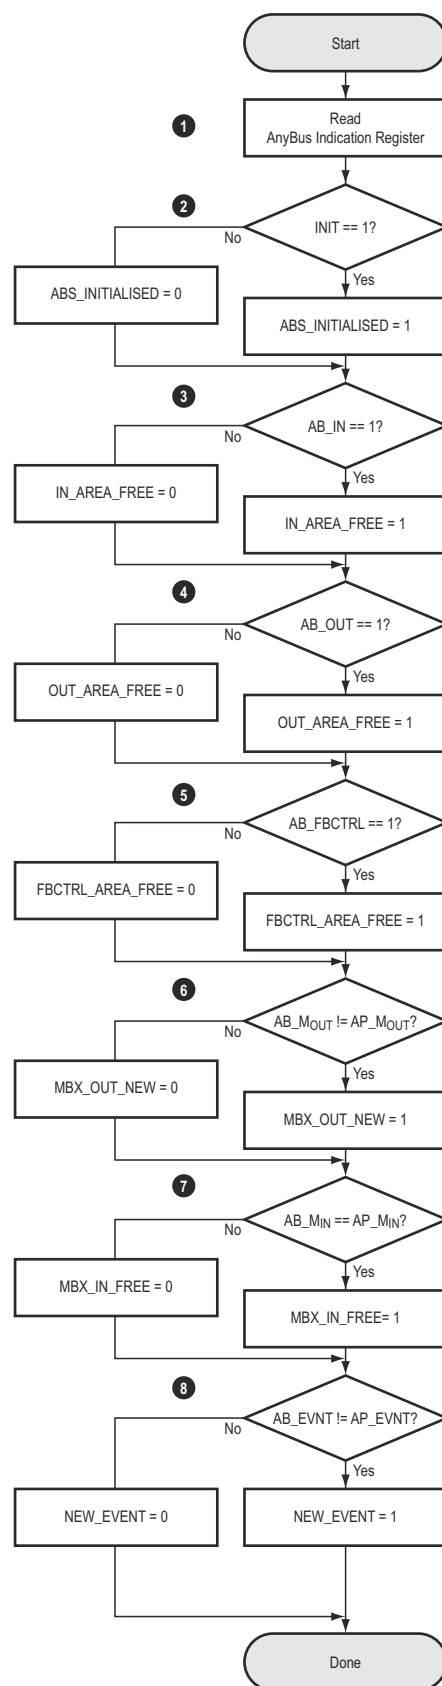 Start
1
Read
AnyBus Indication Register
2
INIT == 1?
No
Yes
ABS_INITIALISED = 0
ABS_INITIALISED = 1
3
AB_IN == 1?
No
Yes
IN_AREA_FREE = 0
IN_AREA_FREE = 1
4
AB_OUT == 1?
No
Yes
OUT_AREA_FREE = 0
OUT_AREA_FREE = 1
5
AB_FBCTRL == 1?
No
Yes
FBCTRL_AREA_FREE = 0
FBCTRL_AREA_FREE = 1
6
AB_MOUT != AP_MOUT?
No
Yes
MBX_OUT_NEW = 0
MBX_OUT_NEW = 1
7
AB_MIN == AP_MIN?
No
Yes
MBX_IN_FREE = 0
MBX_IN_FREE= 1
8
AB_EVNT != AP_EVNT?
No
Yes
NEW_EVENT = 0
NEW_EVENT = 1
Done